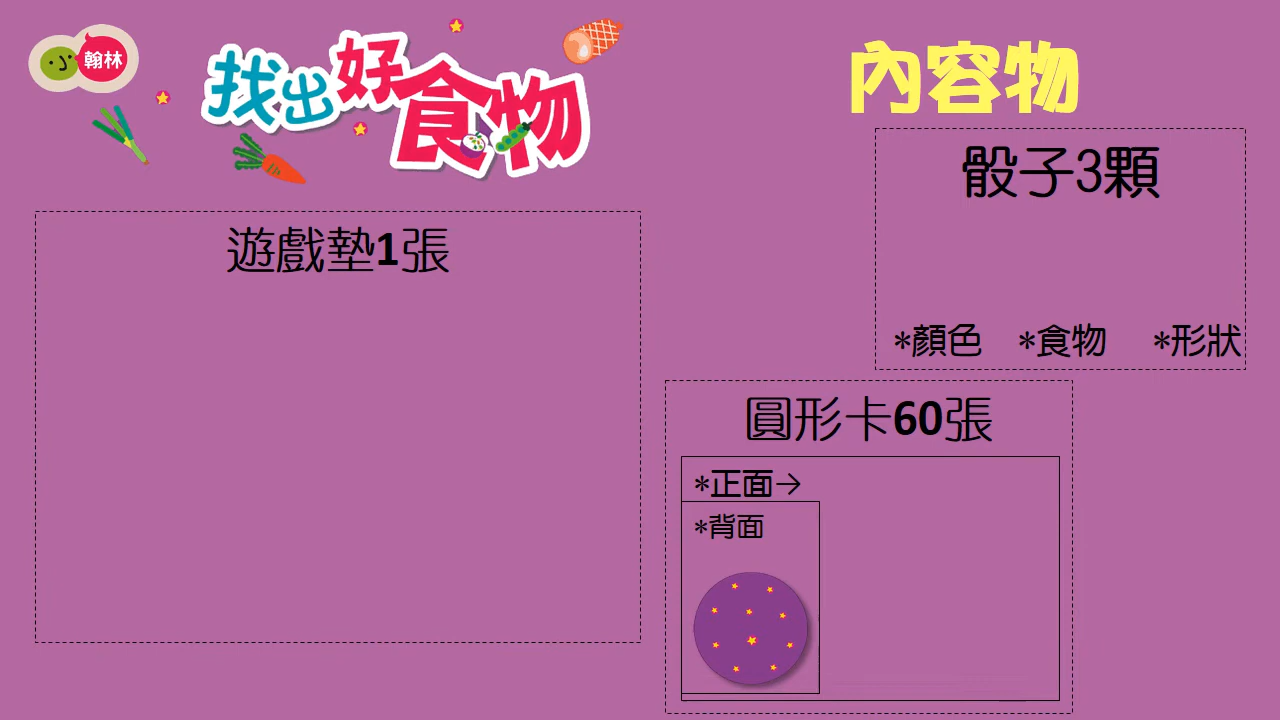 翰林
找出好食物
內容物
骰子3顆
*顏色 *食物 *形狀
遊戲墊1張
圓形卡60張
*正面→
*背面